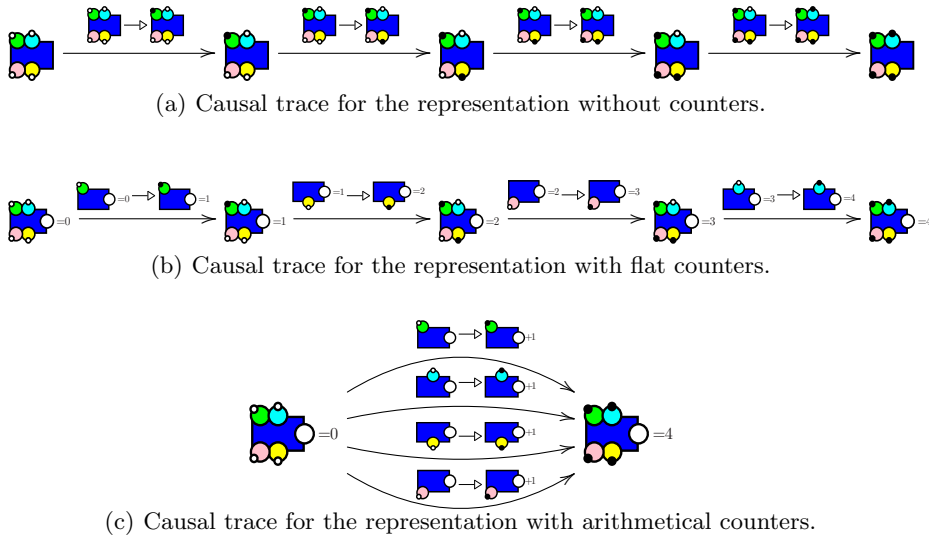 (a) Causal trace for the representation without counters.
=0 =1 =1 =2 =2 =3 =3 =4
=0 =1 =2 =3 =4
(b) Causal trace for the representation with flat counters.
+1
+1
=0 =4
+1
+1
(c) Causal trace for the representation with arithmetical counters.